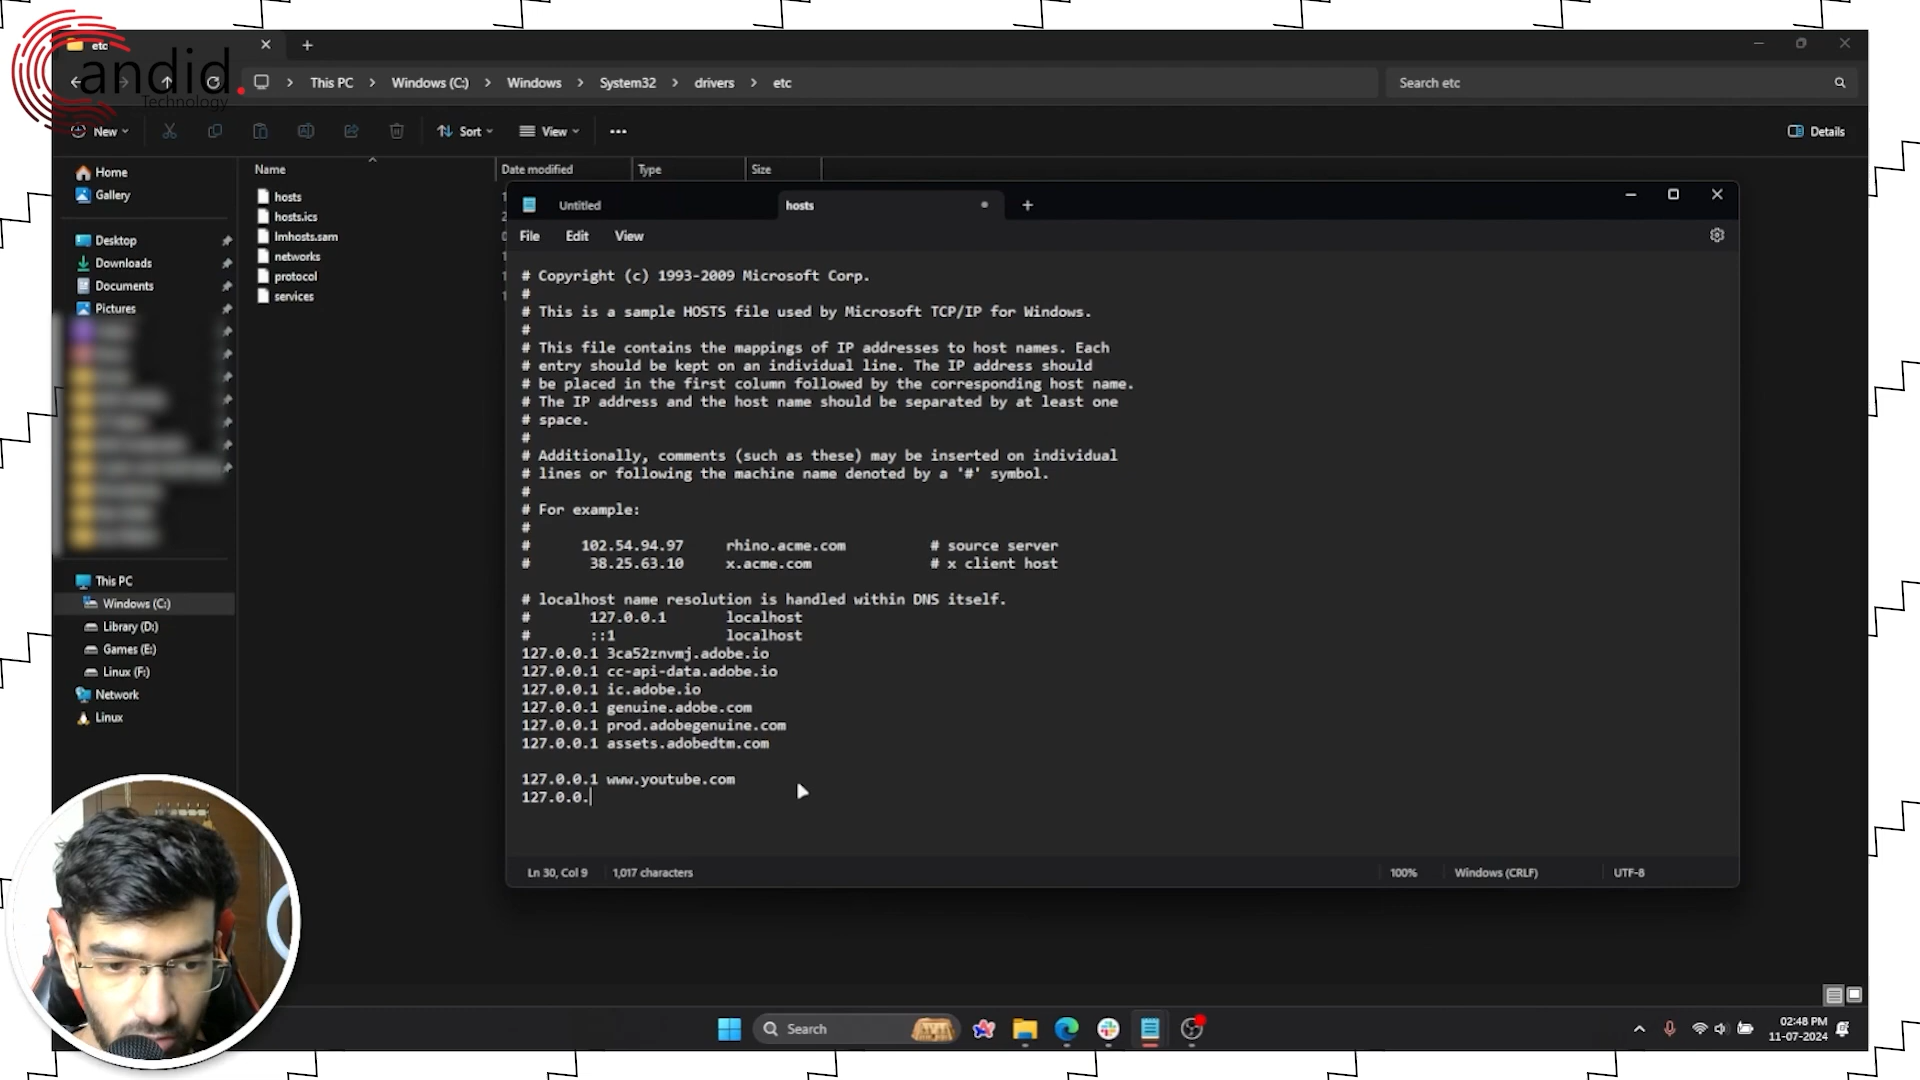 etc
andid.
Technology
This PC > Windows (C:) > Windows > System32 > drivers > etc
Search etc
New
Sort
View
Details
Home
Gallery
Desktop
Downloads
Documents
Pictures
This PC
Windows (C:)
Library (D:)
Games (E:)
Linux (F:)
Network
Linux
Name
Date modified
Type
Size
hosts
hosts.ics
lmhosts.sam
networks
protocol
services
Untitled
hosts
File Edit View
# Copyright (c) 1993-2009 Microsoft Corp.
#
# This is a sample HOSTS file used by Microsoft TCP/IP for Windows.
#
# This file contains the mappings of IP addresses to host names. Each
# entry should be kept on an individual line. The IP address should
# be placed in the first column followed by the corresponding host name.
# The IP address and the host name should be separated by at least one
# space.
#
# Additionally, comments (such as these) may be inserted on individual
# lines or following the machine name denoted by a '#' symbol.
#
# For example:
#
# 102.54.94.97 rhino.acme.com # source server
# 38.25.63.10 x.acme.com # x client host
# localhost name resolution is handled within DNS itself.
# 127.0.0.1 localhost
# ::1 localhost
127.0.0.1 3ca52znvmj.adobe.io
127.0.0.1 cc-api-data.adobe.io
127.0.0.1 ic.adobe.io
127.0.0.1 genuine.adobe.com
127.0.0.1 prod.adobegenuine.com
127.0.0.1 assets.adobedtm.com
127.0.0.1 www.youtube.com
127.0.0.
Ln 30, Col 9
1,017 characters
100%
Windows (CRLF)
UTF-8
Search
02:48 PM
11-07-2024